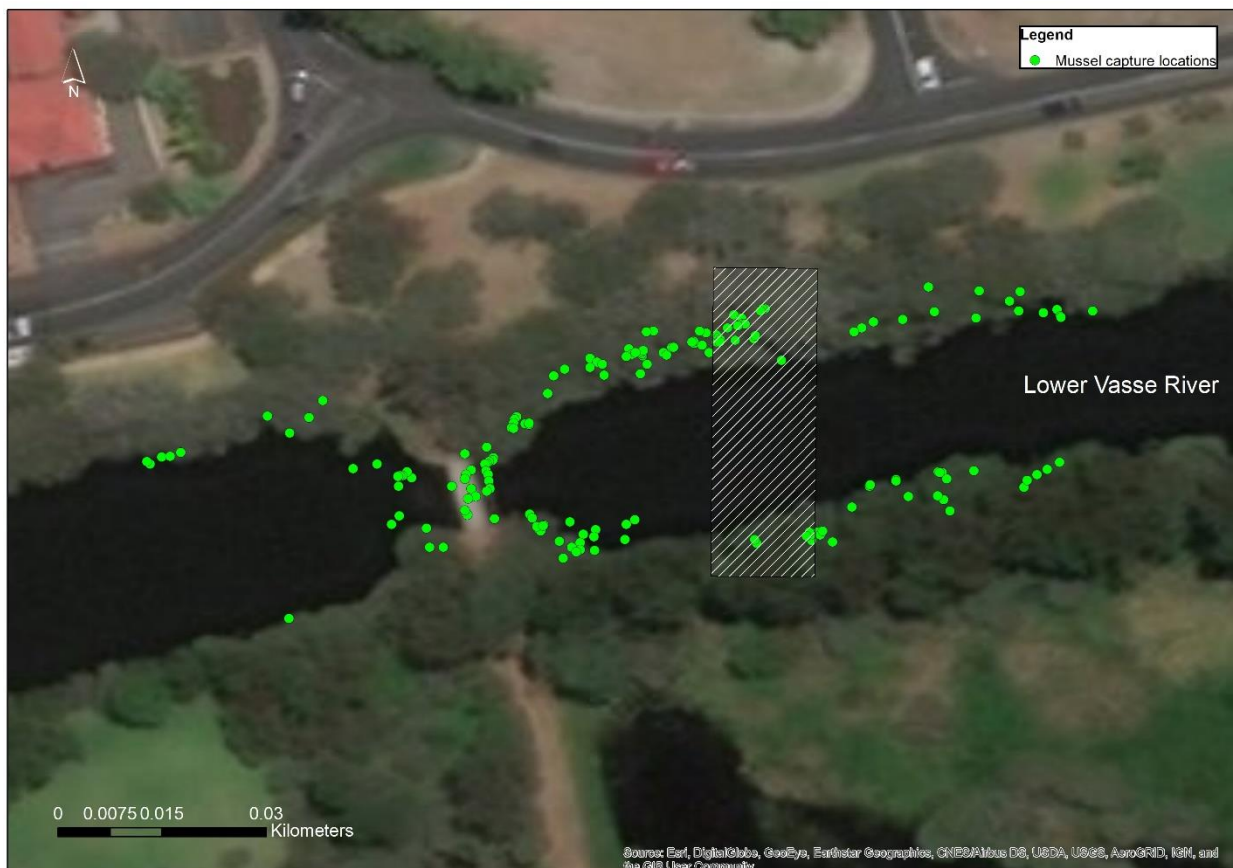 Legend
Mussel capture locations
N
Lower Vasse River
0 0.0075 0.015 0.03
Kilometers
Source: Esri, DigitalGlobe, GeoEye, Earthstar Geographics, CNES/Airbus DS, USDA, USGS, AeroGRID, IGN, and
the GIS User Community